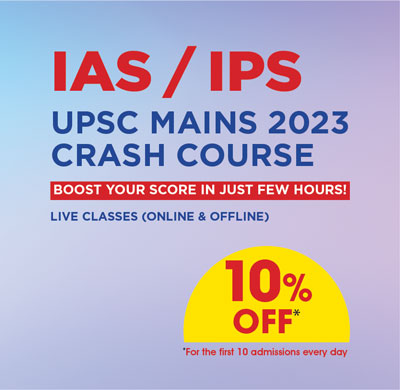 IAS / IPS
UPSC MAINS 2023
CRASH COURSE
BOOST YOUR SCORE IN JUST FEW HOURS!
LIVE CLASSES (ONLINE & OFFLINE)
10%
OFF*
*For the first 10 admissions every day